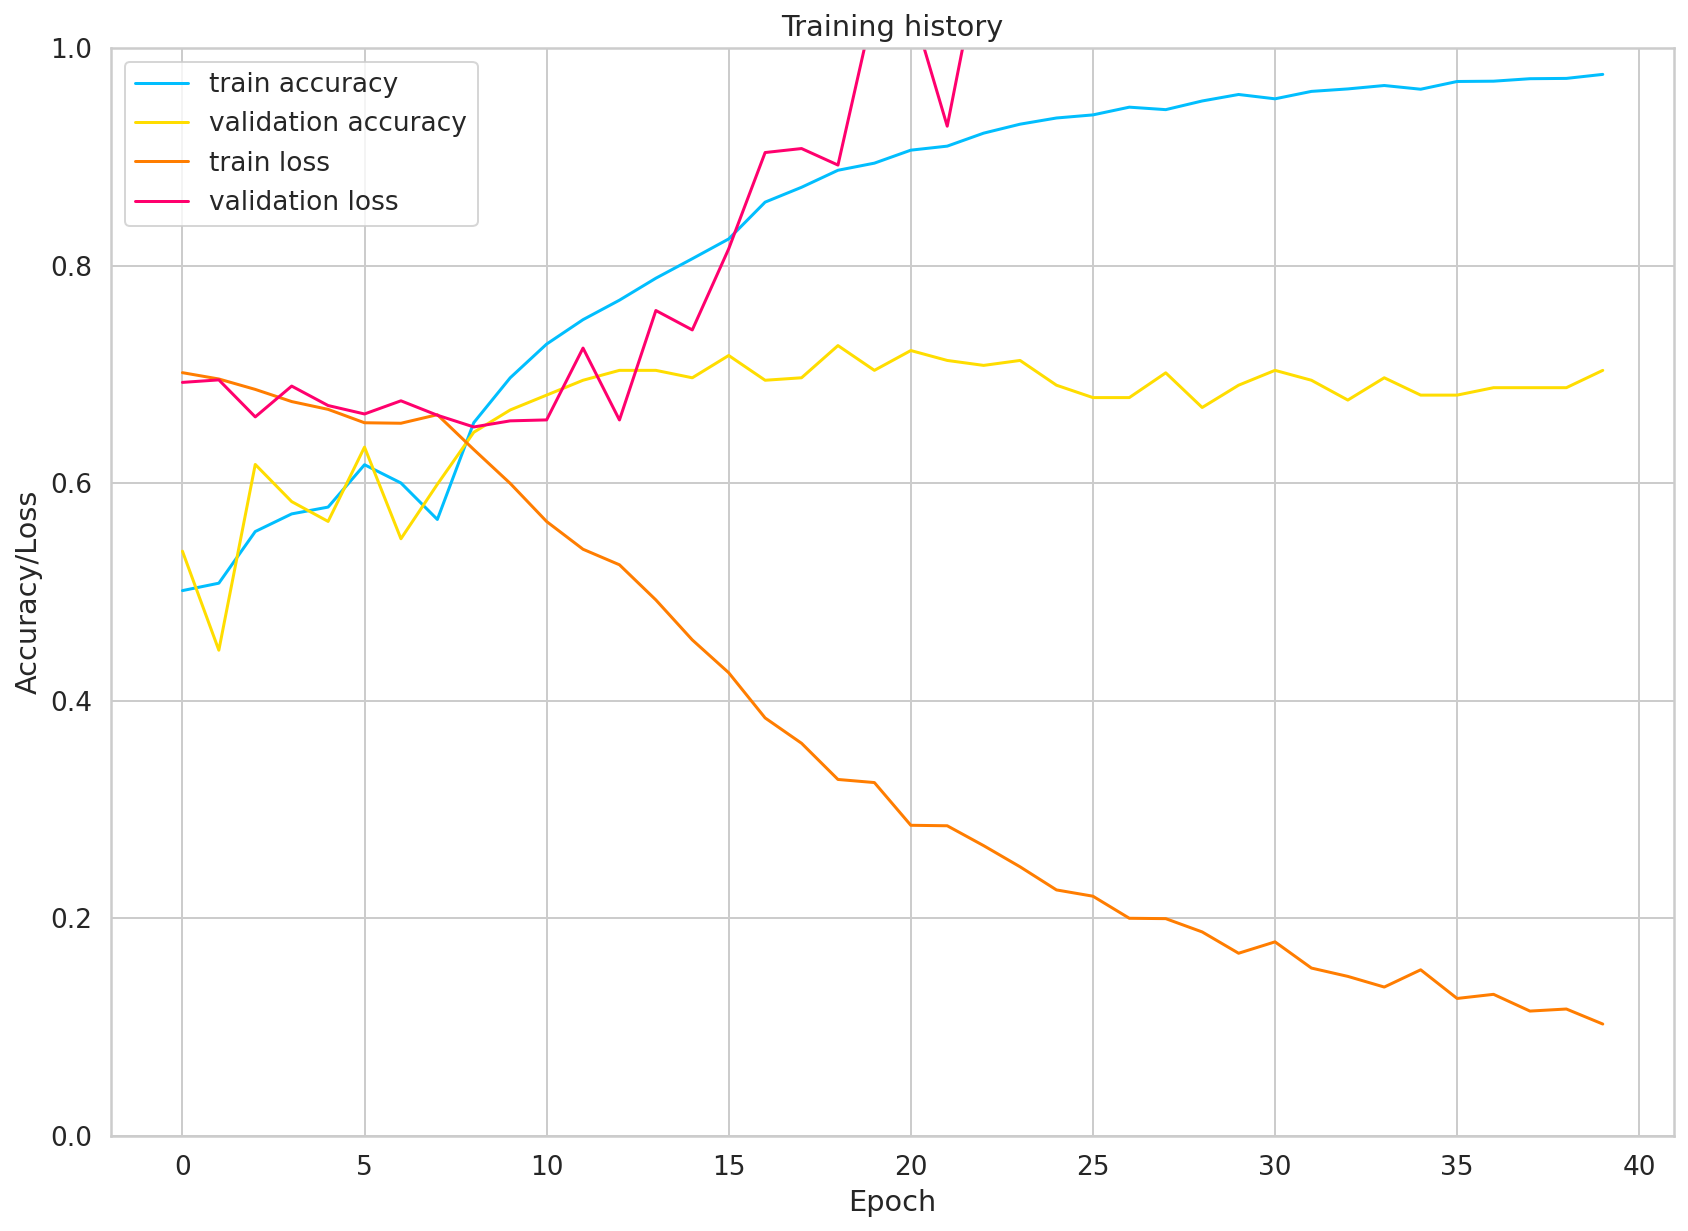 Training history
train accuracy
validation accuracy
train loss
validation loss
Accuracy/Loss
1.0
0.8
0.6
0.4
0.2
0.0
0 5 10 15 20 25 30 35 40
Epoch